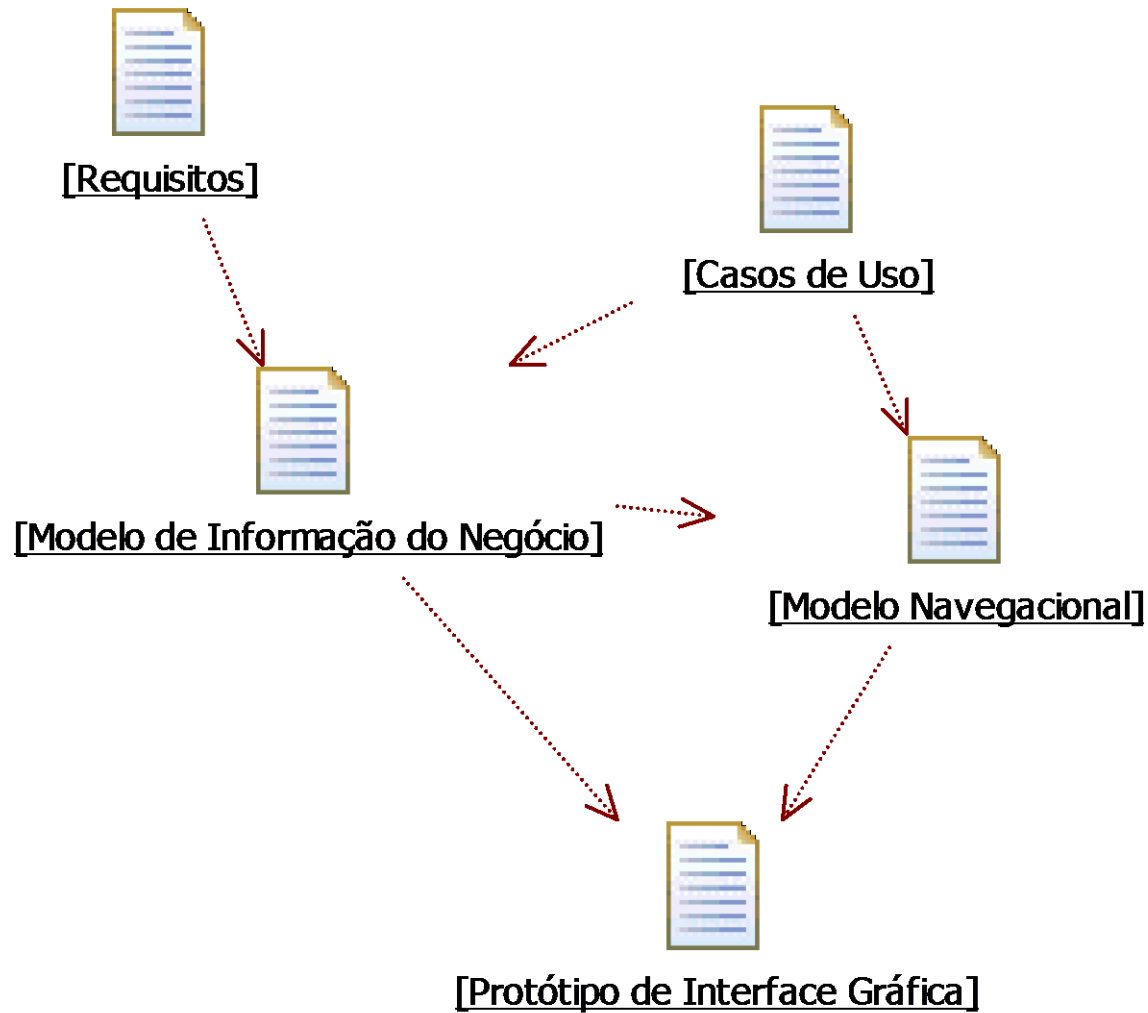 [Requisitos]
[Casos de Uso]
[Modelo de Informação do Negócio]
[Modelo Navegacional]
[Protótipo de Interface Gráfica]